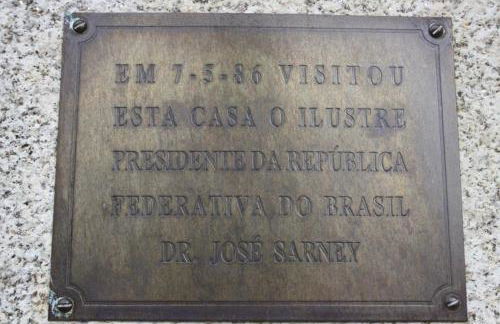 EM 7-5-86 VISITOU
ESTA CASA O ILUSTRE
PRESIDENTE DA REPÚBLICA
FEDERATIVA DO BRASIL
DR. JOSÉ SARNEY